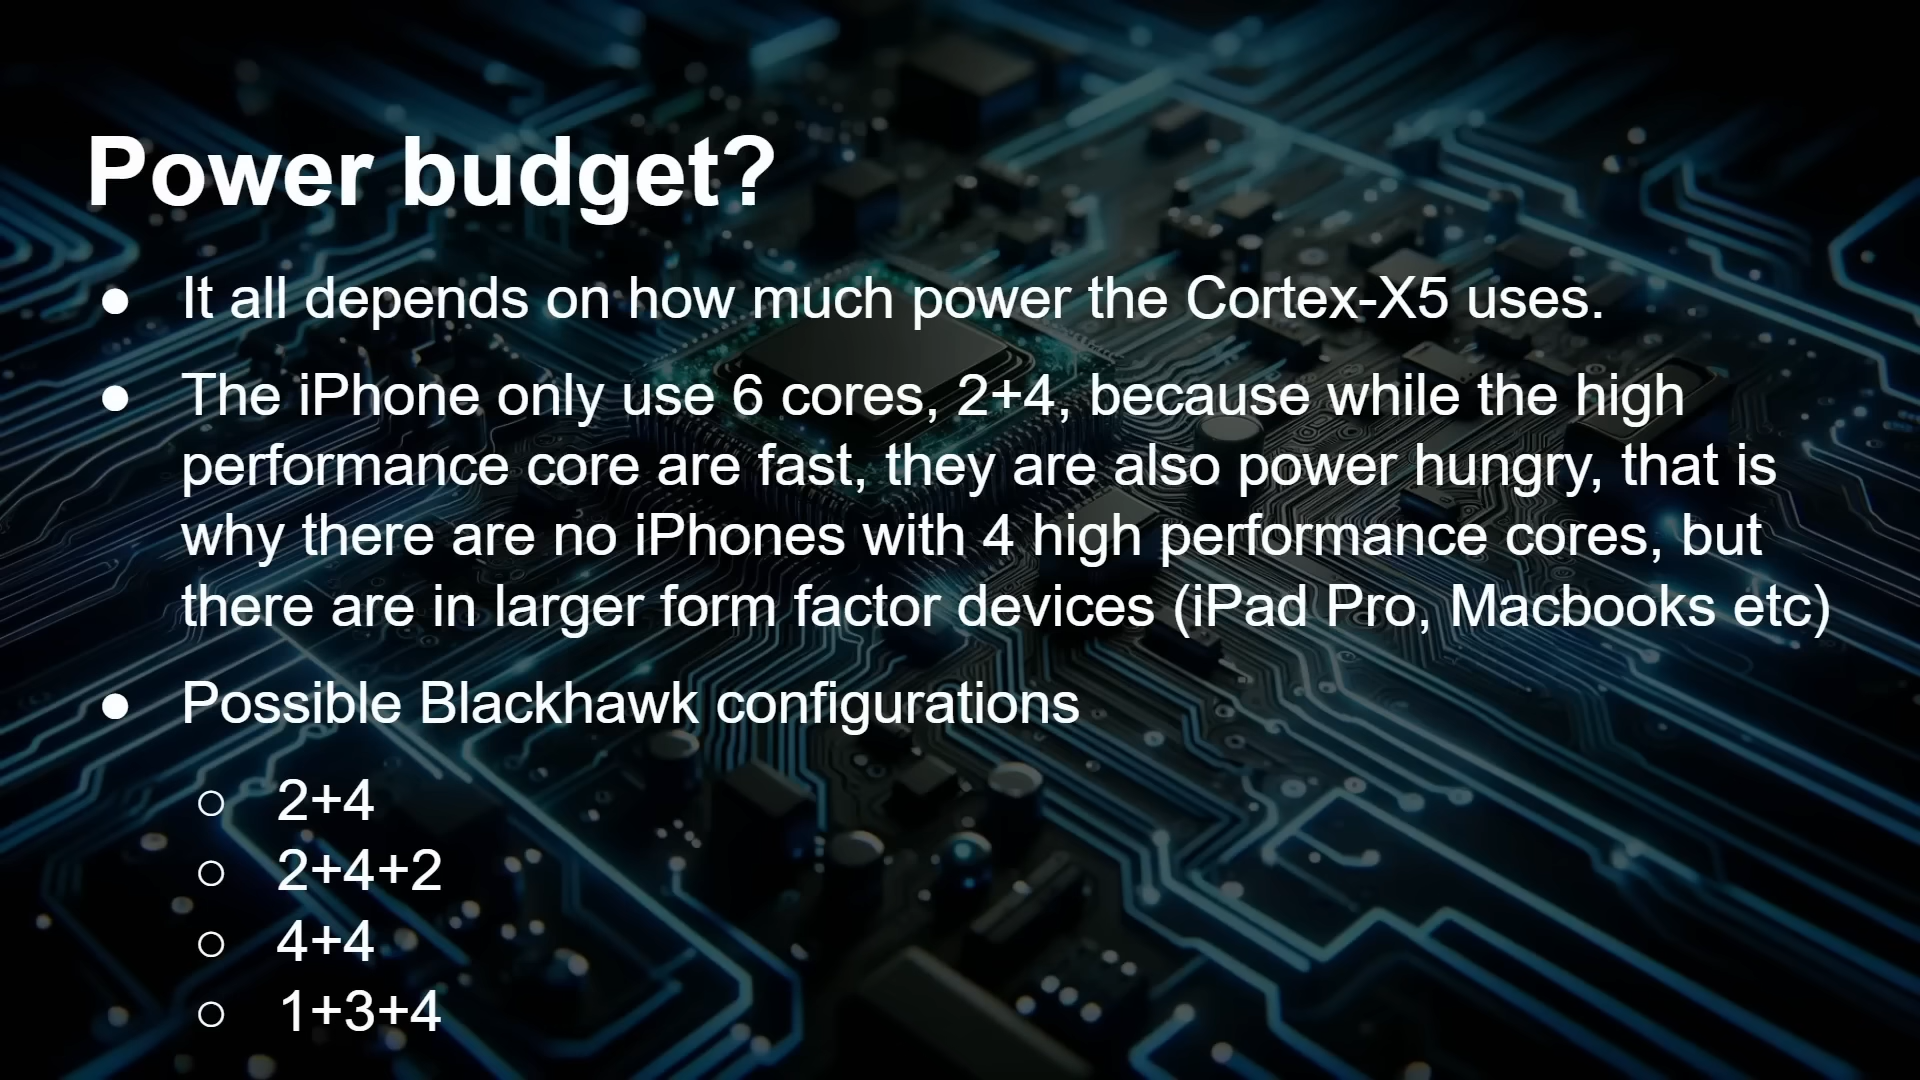 Power budget?
● It all depends on how much power the Cortex-X5 uses.
● The iPhone only use 6 cores, 2+4, because while the high
performance core are fast, they are also power hungry, that is
why there are no iPhones with 4 high performance cores, but
there are in larger form factor devices (iPad Pro, Macbooks etc)
● Possible Blackhawk configurations
○ 2+4
○ 2+4+2
○ 4+4
○ 1+3+4